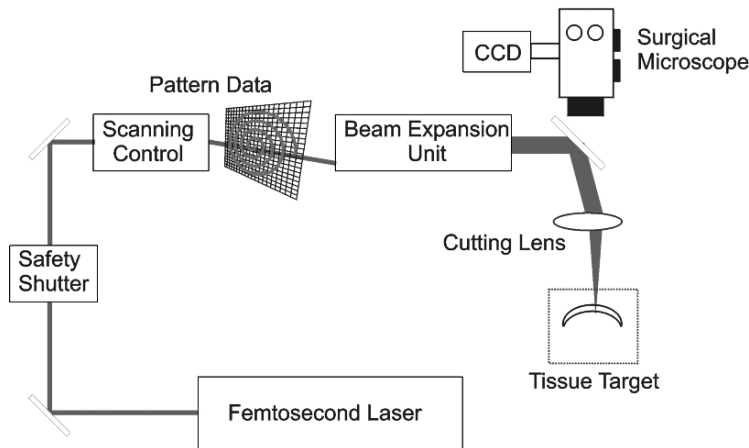 CCD
Surgical
Microscope
Pattern Data
Scanning
Control
Beam Expansion
Unit
Cutting Lens
Safety
Shutter
Tissue Target
Femtosecond Laser